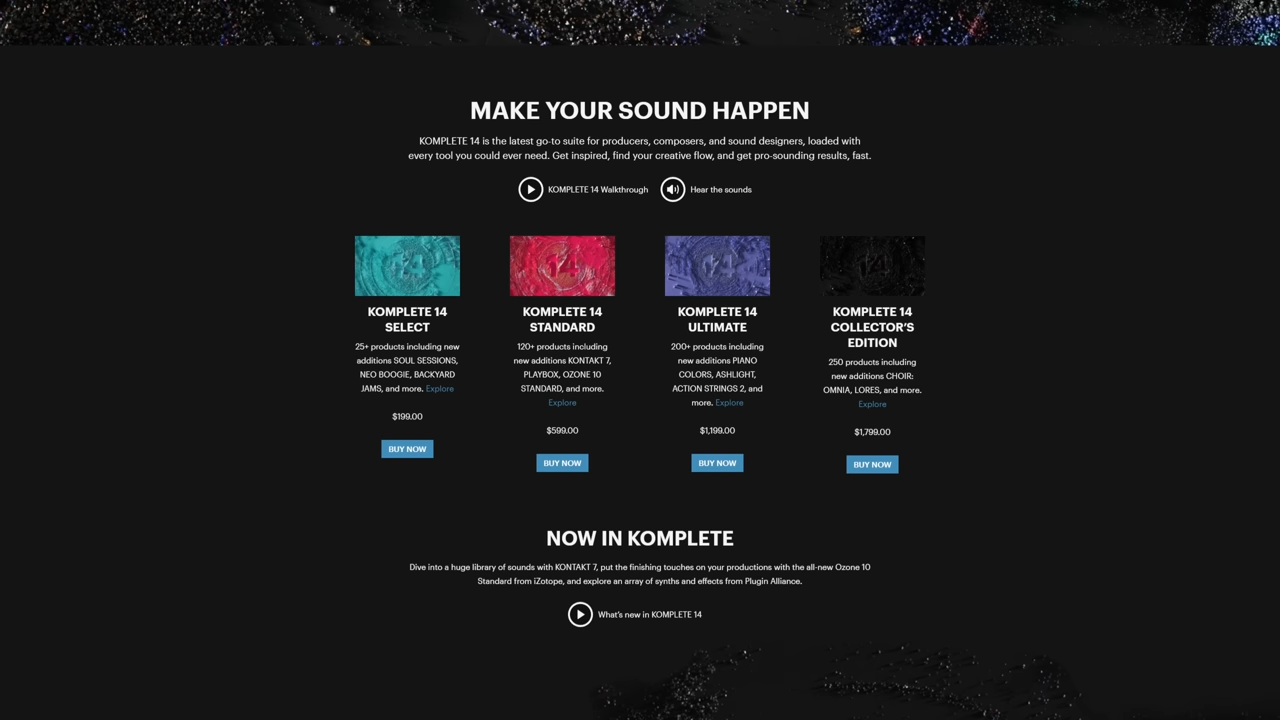 MAKE YOUR SOUND HAPPEN
KOMPLETE 14 is the latest go-to suite for producers, composers, and sound designers, loaded with
every tool you could ever need. Get inspired, find your creative flow, and get pro-sounding results, fast.
KOMPLETE 14 Walkthrough
Hear the sounds
14
KOMPLETE 14
SELECT
25+ products including new
additions SOUL SESSIONS,
NEO BOOGIE, BACKYARD
JAMS, and more. Explore
$199.00
BUY NOW
14
KOMPLETE 14
STANDARD
120+ products including
new additions KONTAKT 7,
PLAYBOX, OZONE 10
STANDARD, and more.
Explore
$599.00
BUY NOW
14
KOMPLETE 14
ULTIMATE
200+ products including
new additions PIANO
COLORS, ASHLIGHT,
ACTION STRINGS 2, and
more. Explore
$1,199.00
BUY NOW
14
KOMPLETE 14
COLLECTOR'S
EDITION
250 products including
new additions CHOIR:
OMNIA, LORES, and more.
Explore
$1,799.00
BUY NOW
NOW IN KOMPLETE
Dive into a huge library of sounds with KONTAKT 7, put the finishing touches on your productions with the all-new Ozone 10
Standard from iZotope, and explore an array of synths and effects from Plugin Alliance.
What's new in KOMPLETE 14